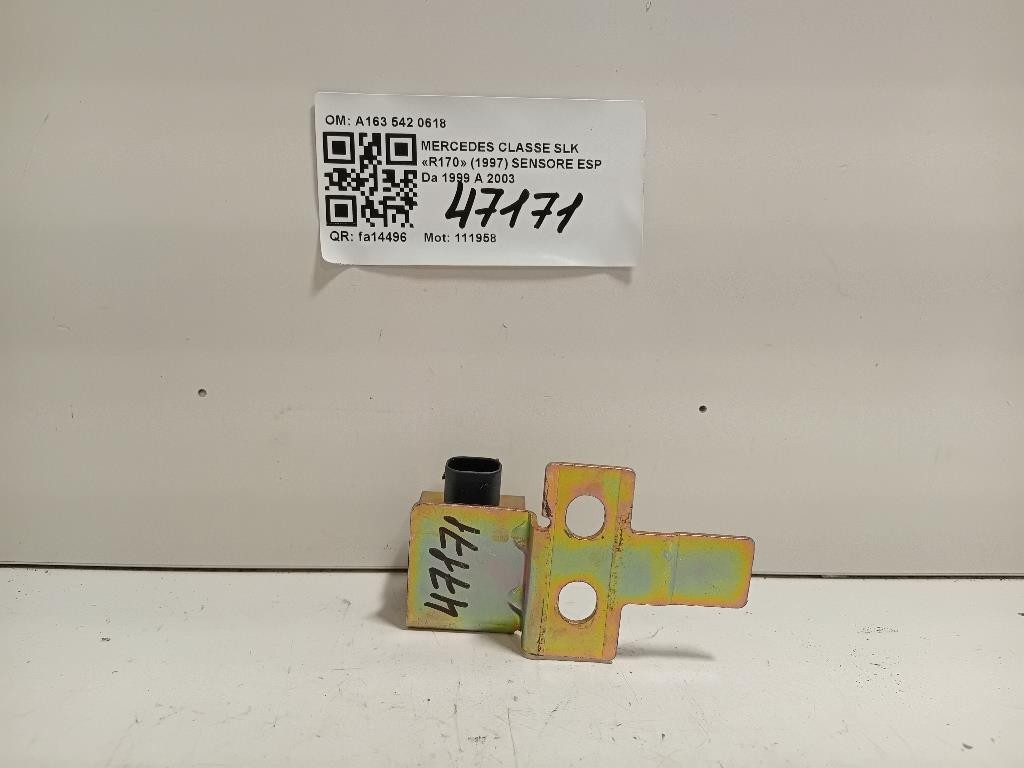 OM: A163 542 0618
MERCEDES CLASSE SLK
«R170» (1997) SENSORE ESP
Da 1999 A 2003
47171
QR: fa14496 Mot: 111958
47171